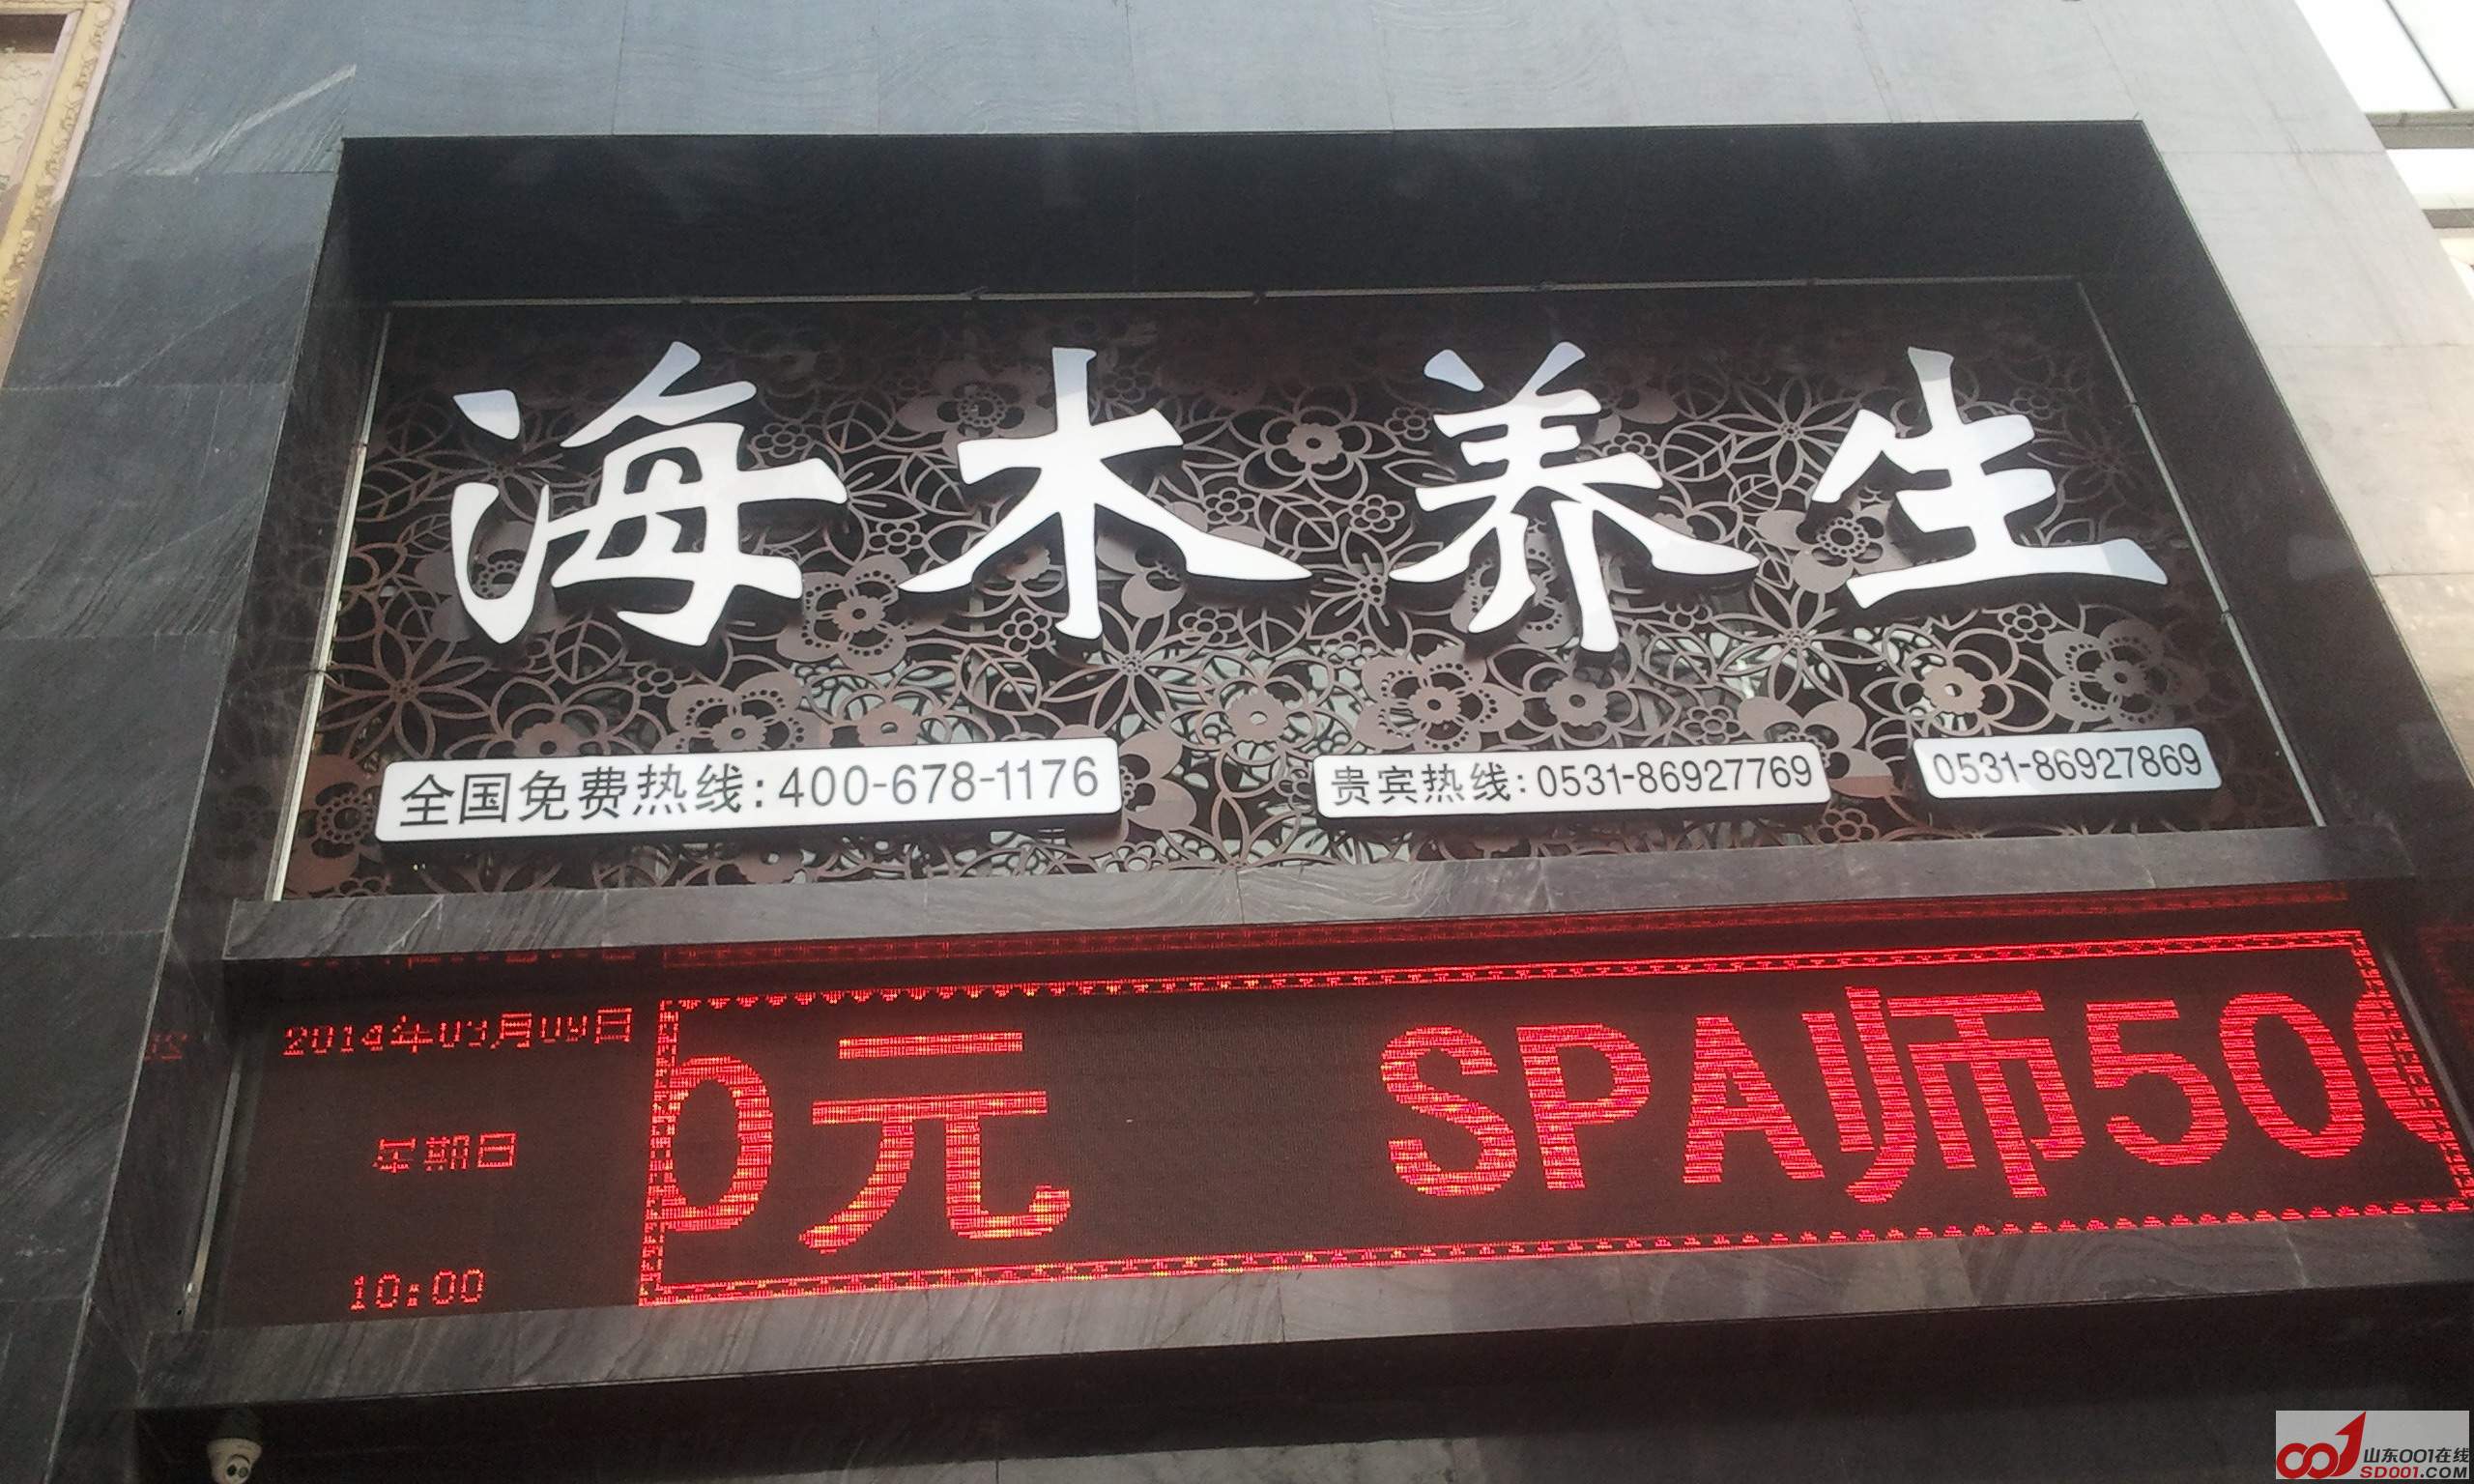 海木养生
全国免费热线:400-678-1176
贵宾热线:0531-86927769
0531-86927869
2014年03月09日
星期日
10:00
0元 SPA师500
山东001在线
SD001.COM